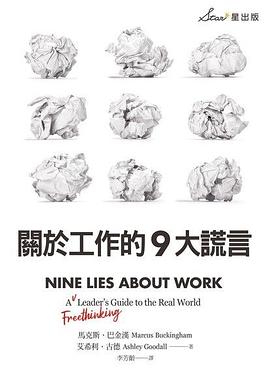 Star 星出版
關於工作的9大謊言
NINE LIES ABOUT WORK
A Leader's Guide to the Real World
Freethinking
馬克斯·巴金漢 Marcus Buckingham
艾希利·古德 Ashley Goodall——著
李芳齡——譯